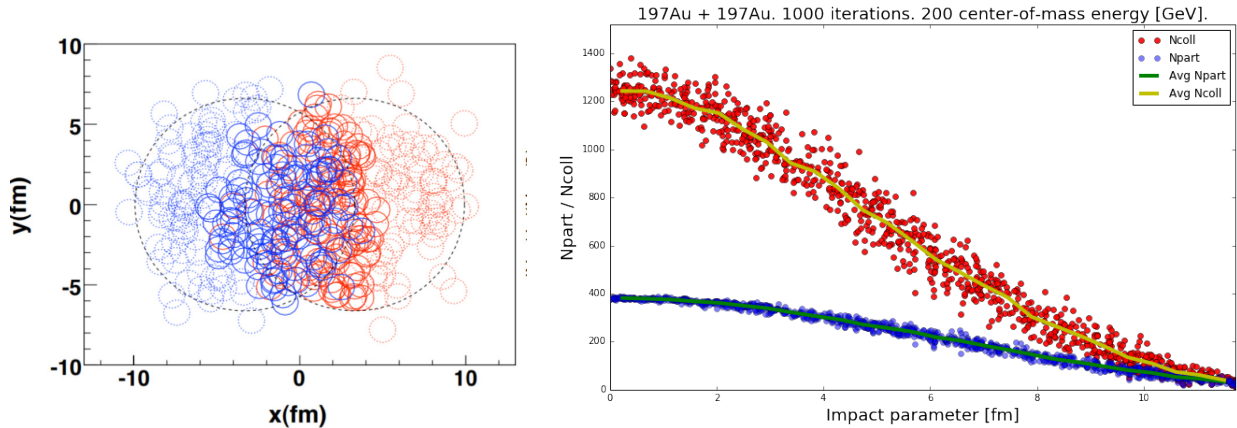 10
5
0
-5
-10
y(fm)
-10
0
10
x(fm)
197Au + 197Au. 1000 iterations. 200 center-of-mass energy [GeV].
1400
1200
1000
800
600
400
200
0
Npart / Ncoll
Ncoll
Npart
Avg Npart
Avg Ncoll
0
2
4
6
8
10
Impact parameter [fm]